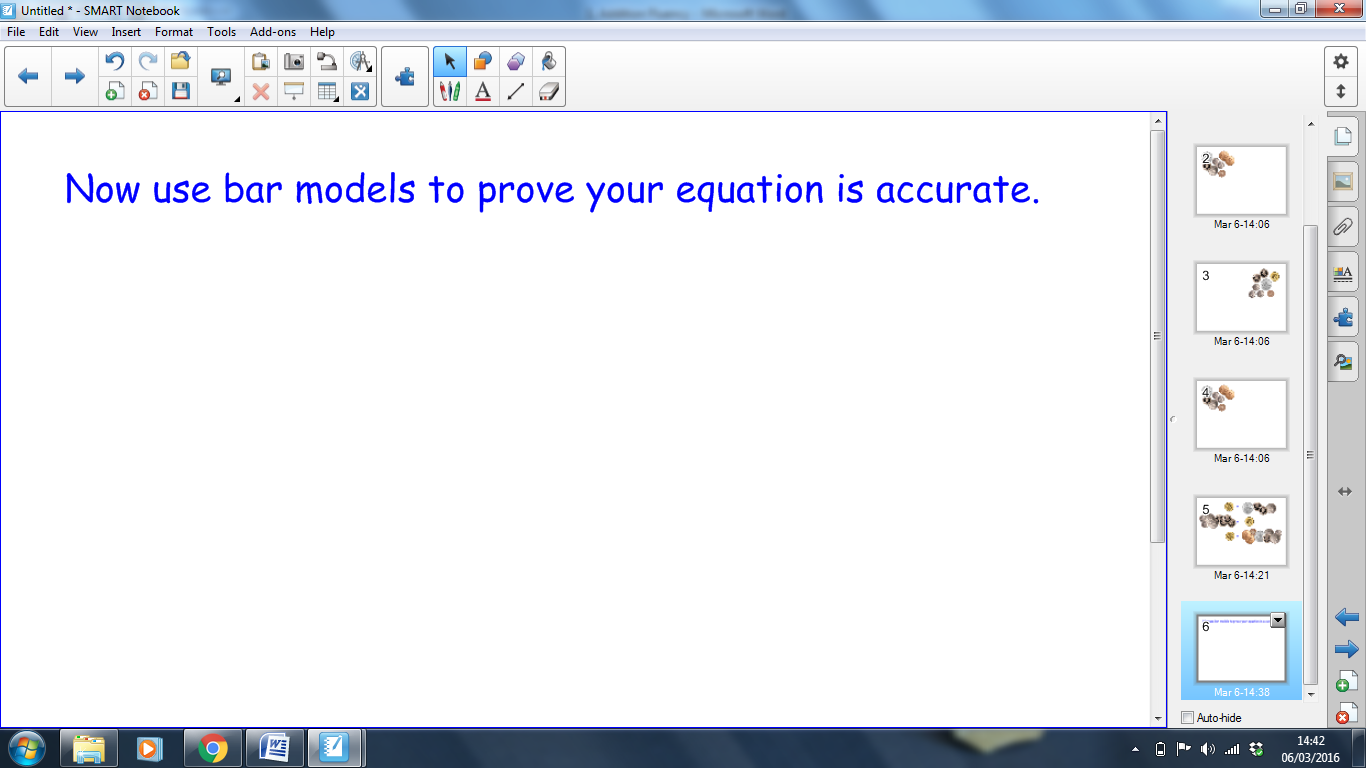 Untitled * - SMART Notebook
File Edit View Insert Format Tools Add-ons Help
Now use bar models to prove your equation is accurate.
2
Mar 6-14:06
3
Mar 6-14:06
4
Mar 6-14:06
5
Mar 6-14:21
6
Mar 6-14:38
Auto-hide
14:42
06/03/2016